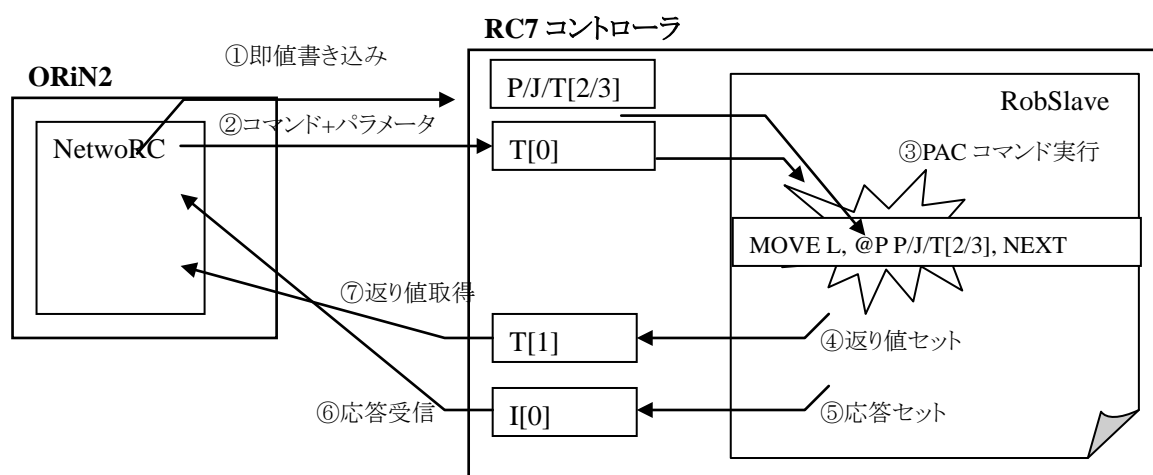 RC7 コントローラ
①即値書き込み
ORiN2
P/J/T[2/3]
RobSlave
②コマンド+パラメータ
NetwoRC
T[0]
③PAC コマンド実行
MOVE L, @P P/J/T[2/3], NEXT
⑦返り値取得
T[1]
④返り値セット
⑥応答受信
I[0]
⑤応答セット